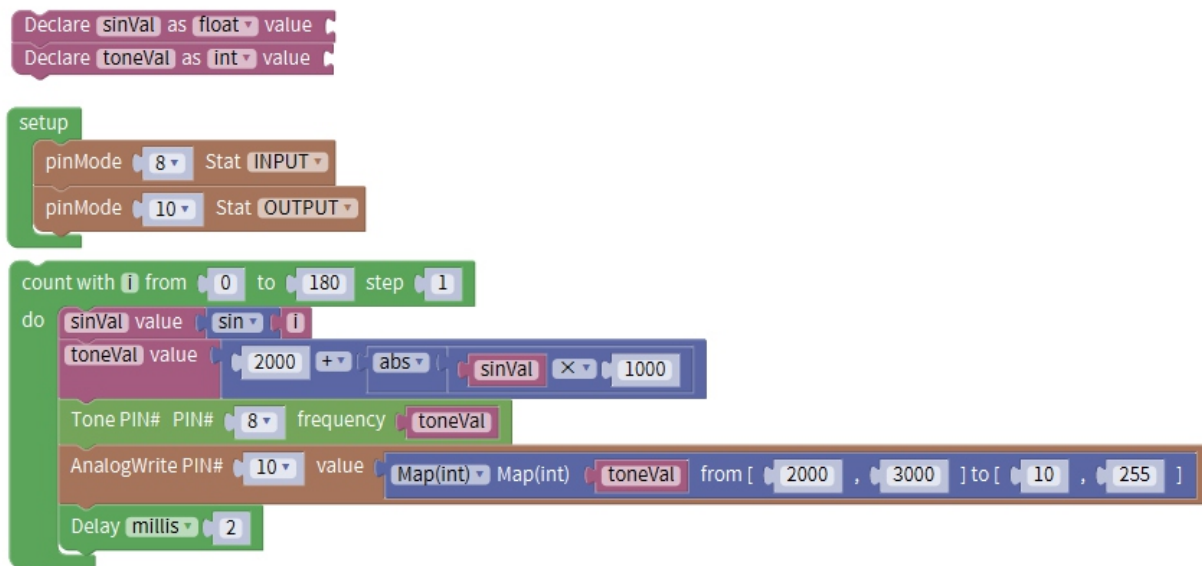 Declare sinVal as float value
Declare toneVal as int value
setup
pinMode 8 Stat INPUT
pinMode 10 Stat OUTPUT
count with i from 0 to 180 step 1
do sinVal value sin i
toneVal value 2000 + abs sinVal × 1000
Tone PIN# PIN# 8 frequency toneVal
AnalogWrite PIN# 10 value Map(int) Map(int) toneVal from [ 2000 , 3000 ] to [ 10 , 255 ]
Delay millis 2